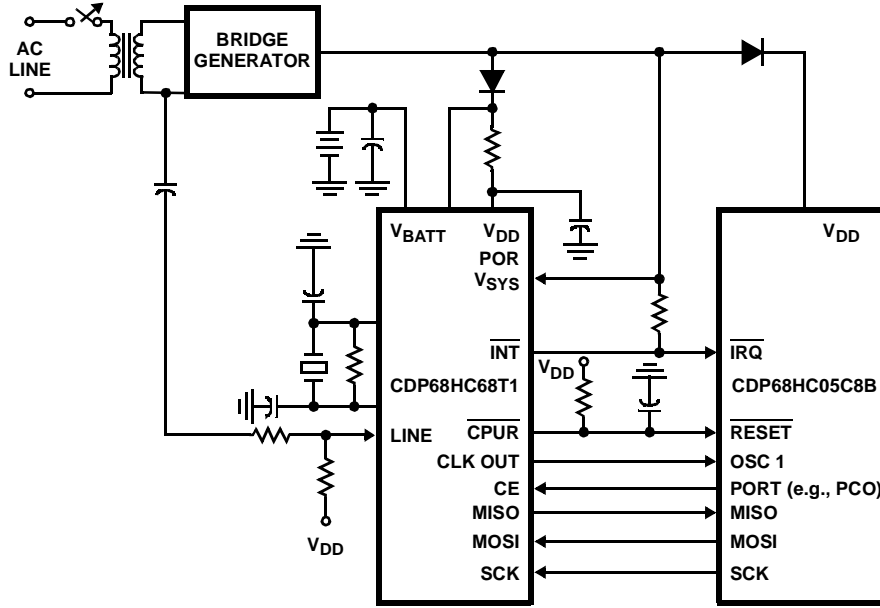 AC
LINE
BRIDGE
GENERATOR
VBATT
VDD
POR
VSYS
INT
VDD
CDP68HC68T1
LINE
CPUR
CLK OUT
CE
MISO
MOSI
SCK
VDD
VDD
IRQ
CDP68HC05C8B
RESET
OSC 1
PORT (e.g., PCO)
MISO
MOSI
SCK